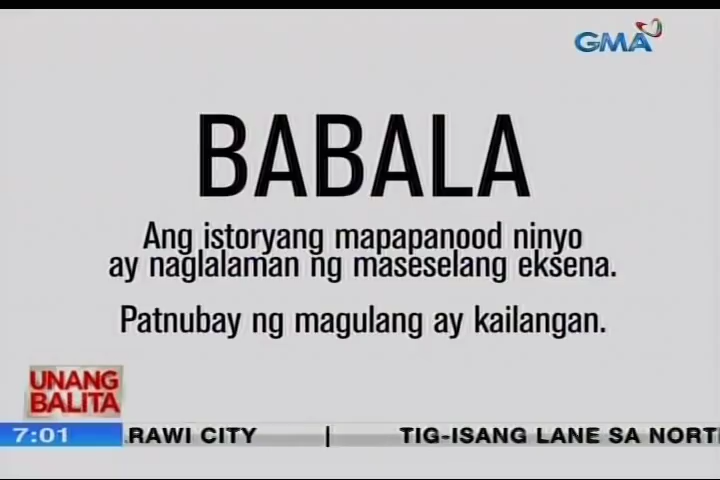 GMA
BABALA
Ang istoryang mapapanood ninyo
ay naglalaman ng maseselang eksena.
Patnubay ng magulang ay kailangan.
UNANG
BALITA
7:01 .RAWI CITY | TIG-ISANG LANE SA NORT